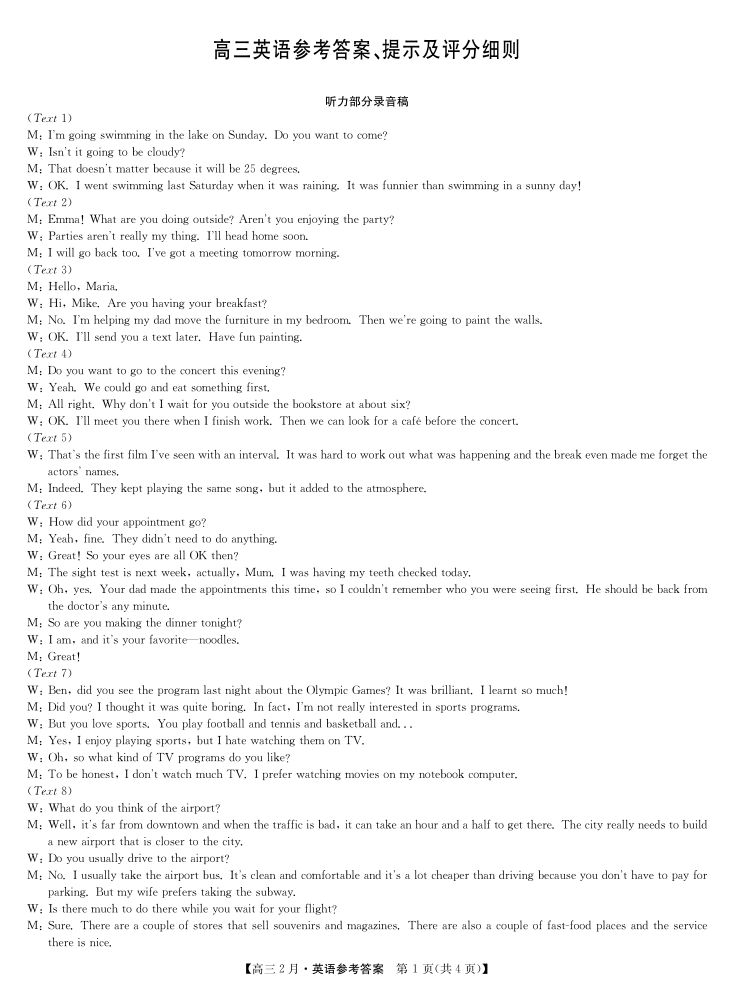 高三英语参考答案、提示及评分细则
听力部分录音稿
(Text 1)
M: I'm going swimming in the lake on Sunday. Do you want to come?
W: Isn't it going to be cloudy?
M: That doesn't matter because it will be 25 degrees.
W: OK. I went swimming last Saturday when it was raining. It was funnier than swimming in a sunny day!
(Text 2)
M: Emma! What are you doing outside? Aren't you enjoying the party?
W: Parties aren't really my thing. I'll head home soon.
M: I will go back too. I've got a meeting tomorrow morning.
(Text 3)
M: Hello, Maria.
W: Hi, Mike. Are you having your breakfast?
M: No. I'm helping my dad move the furniture in my bedroom. Then we're going to paint the walls.
W: OK. I'll send you a text later. Have fun painting.
(Text 4)
M: Do you want to go to the concert this evening?
W: Yeah. We could go and eat something first.
M: All right. Why don't I wait for you outside the bookstore at about six?
W: OK. I'll meet you there when I finish work. Then we can look for a café before the concert.
(Text 5)
W: That's the first film I've seen with an interval. It was hard to work out what was happening and the break even made me forget the
actors' names.
M: Indeed. They kept playing the same song, but it added to the atmosphere.
(Text 6)
W: How did your appointment go?
M: Yeah, fine. They didn't need to do anything.
W: Great! So your eyes are all OK then?
M: The sight test is next week, actually, Mum. I was having my teeth checked today.
W: Oh, yes. Your dad made the appointments this time, so I couldn't remember who you were seeing first. He should be back from
the doctor's any minute.
M: So are you making the dinner tonight?
W: I am, and it's your favorite—noodles.
M: Great!
(Text 7)
W: Ben, did you see the program last night about the Olympic Games? It was brilliant. I learnt so much!
M: Did you? I thought it was quite boring. In fact, I'm not really interested in sports programs.
W: But you love sports. You play football and tennis and basketball and...
M: Yes, I enjoy playing sports, but I hate watching them on TV.
W: Oh, so what kind of TV programs do you like?
M: To be honest, I don't watch much TV. I prefer watching movies on my notebook computer.
(Text 8)
W: What do you think of the airport?
M: Well, it's far from downtown and when the traffic is bad, it can take an hour and a half to get there. The city really needs to build
a new airport that is closer to the city.
W: Do you usually drive to the airport?
M: No. I usually take the airport bus. It's clean and comfortable and it's a lot cheaper than driving because you don't have to pay for
parking. But my wife prefers taking the subway.
W: Is there much to do there while you wait for your flight?
M: Sure. There are a couple of stores that sell souvenirs and magazines. There are also a couple of fast-food places and the service
there is nice.
【高三2月·英语参考答案 第1页(共4页)】